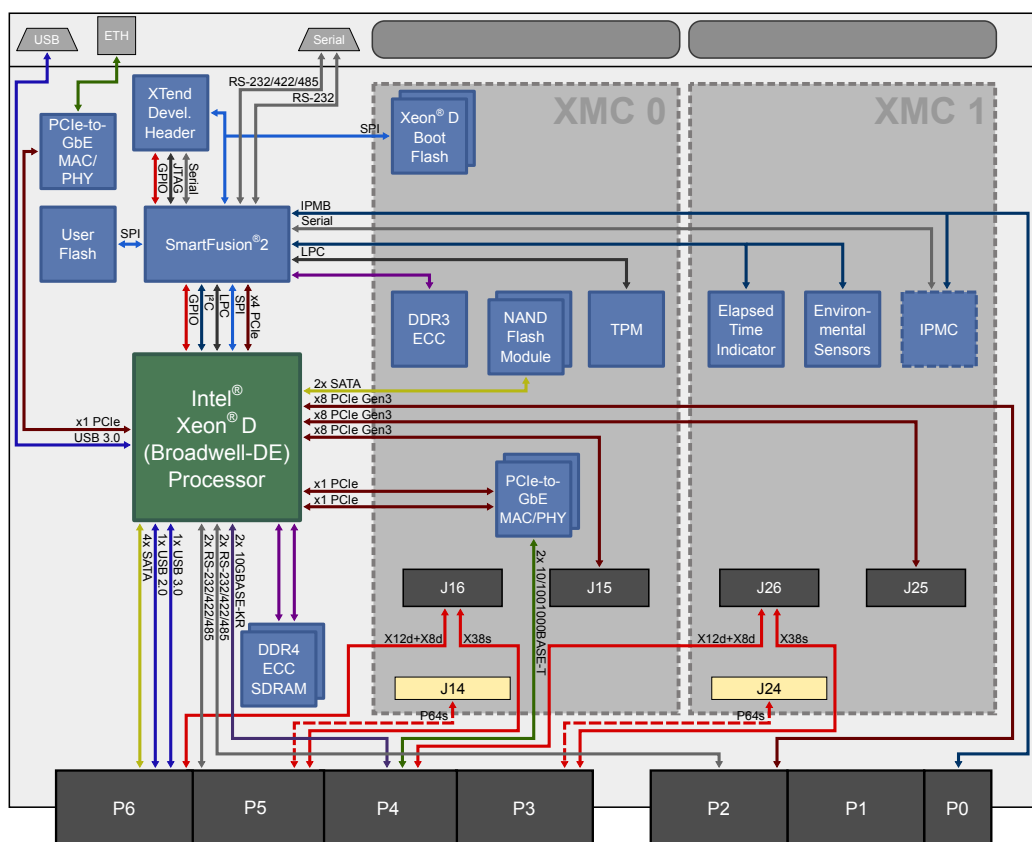 USB
ETH
Serial
RS-232/422/485
RS-232
XMC 0
XMC 1
XTend
Devel.
Header
PCIe-to-
GbE
MAC/
PHY
SPI
Xeon® D
Boot
Flash
GPIO
JTAG
Serial
User
Flash
SPI
SmartFusion®2
IPMB
Serial
LPC
GPIO
I²C
LPC
SPI
x4 PCIe
DDR3
ECC
NAND
Flash
Module
TPM
Elapsed
Time
Indicator
Environ-
mental
Sensors
IPMC
Intel®
Xeon® D
(Broadwell-DE)
Processor
2x SATA
x8 PCIe Gen3
x8 PCIe Gen3
x8 PCIe Gen3
x1 PCIe
USB 3.0
x1 PCIe
x1 PCIe
PCIe-to-
GbE
MAC/PHY
4x SATA
1x USB 2.0
1x USB 3.0
2x RS-232/422/485
2x RS-232/422/485
2x 10GBASE-KR
2x 10/1001000BASE-T
J16
J15
J26
J25
X12d+X8d
X38s
X12d+X8d
X38s
DDR4
ECC
SDRAM
J14
J24
P64s
P64s
P6
P5
P4
P3
P2
P1
P0